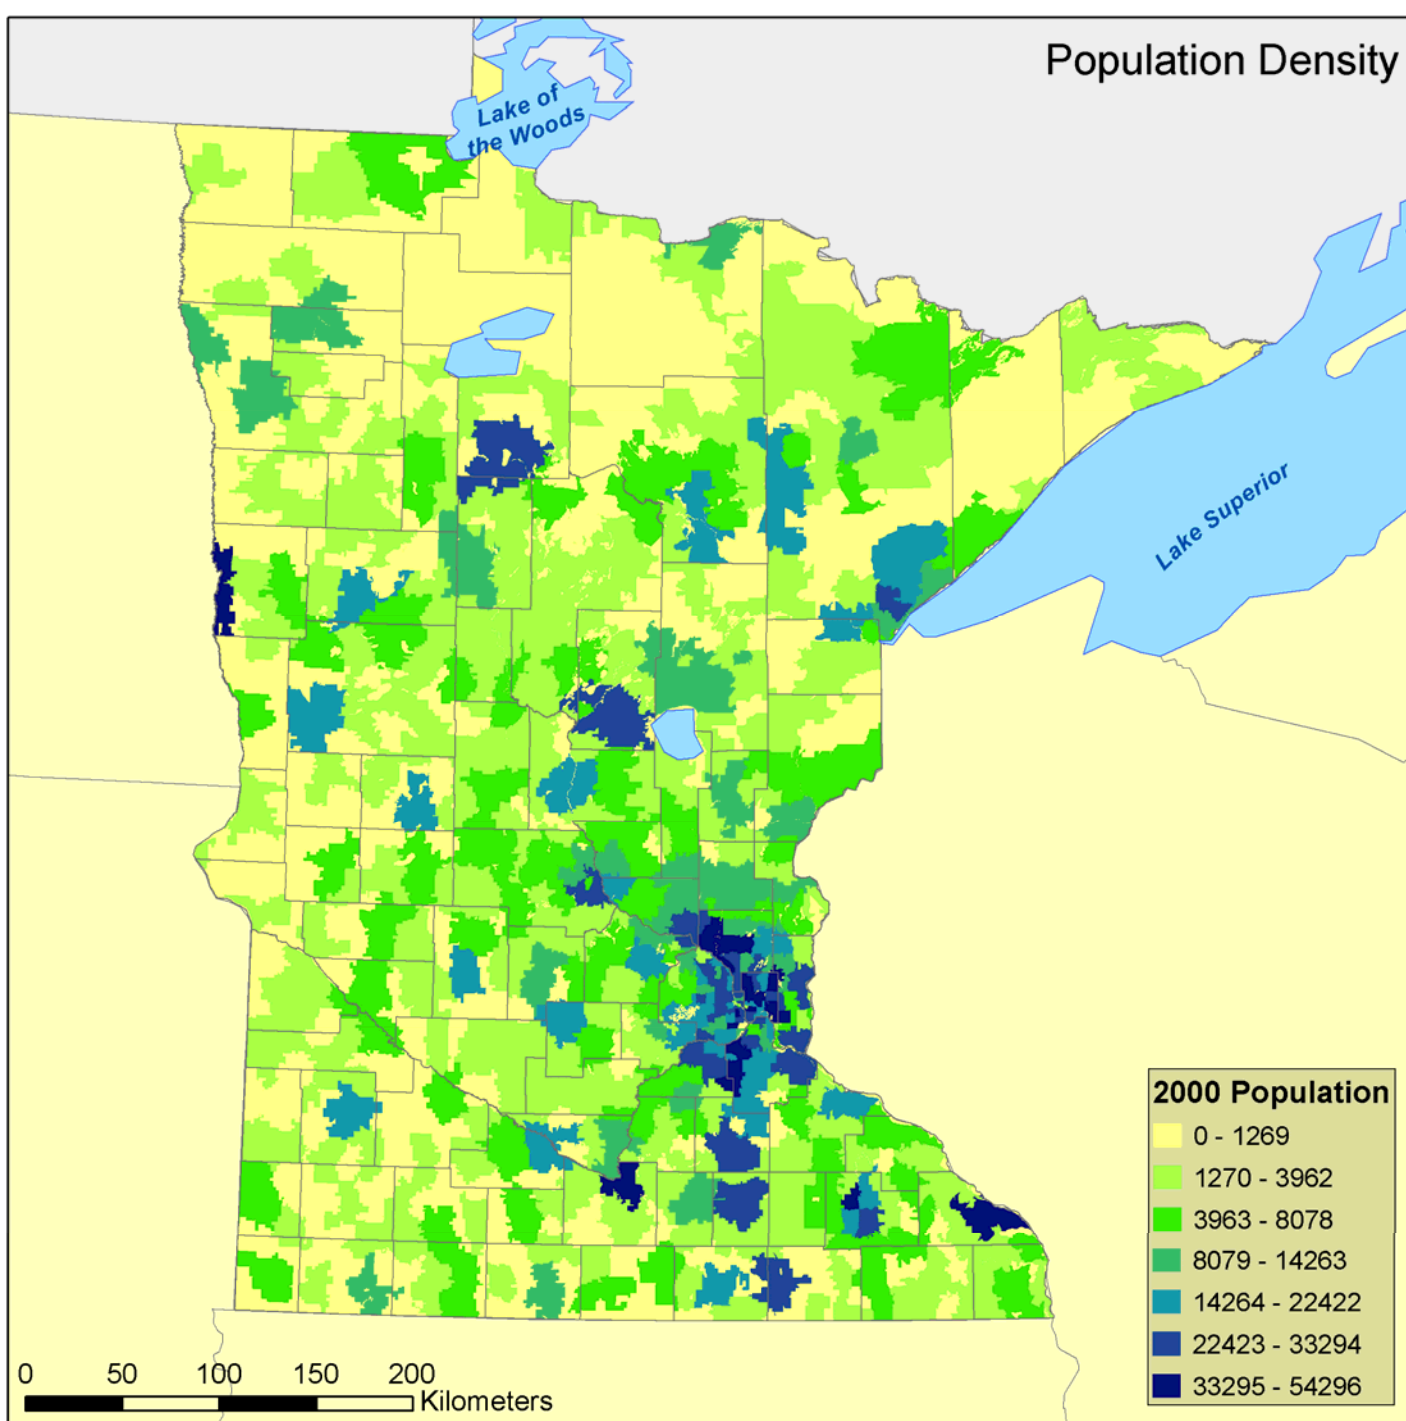 Population Density
Lake of
the Woods
Lake Superior
2000 Population
0 - 1269
1270 - 3962
3963 - 8078
8079 - 14263
14264 - 22422
22423 - 33294
33295 - 54296
0 50 100 150 200
Kilometers